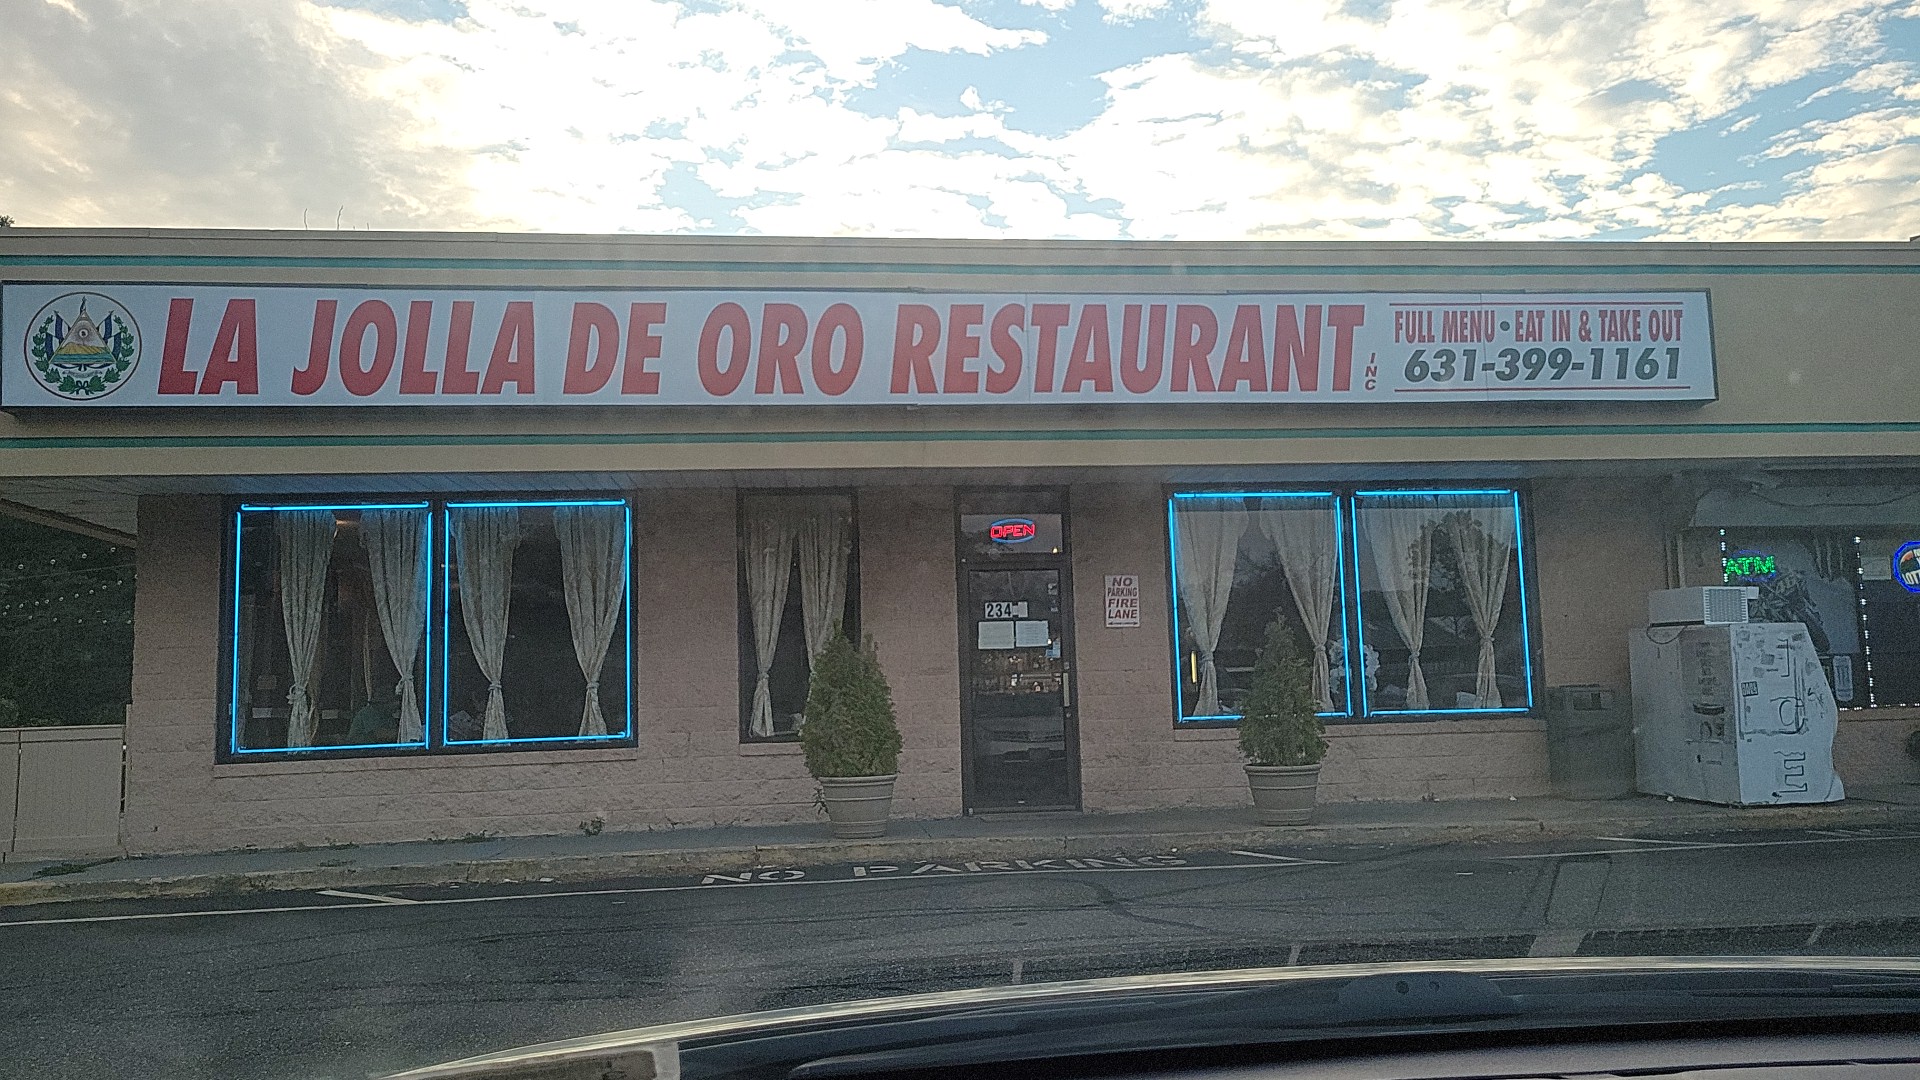 LA JOLLA DE ORO RESTAURANT INC
FULL MENU • EAT IN & TAKE OUT
631-399-1161
OPEN
234
NO
PARKING
FIRE
LANE
ATM
ICE
NO PARKING